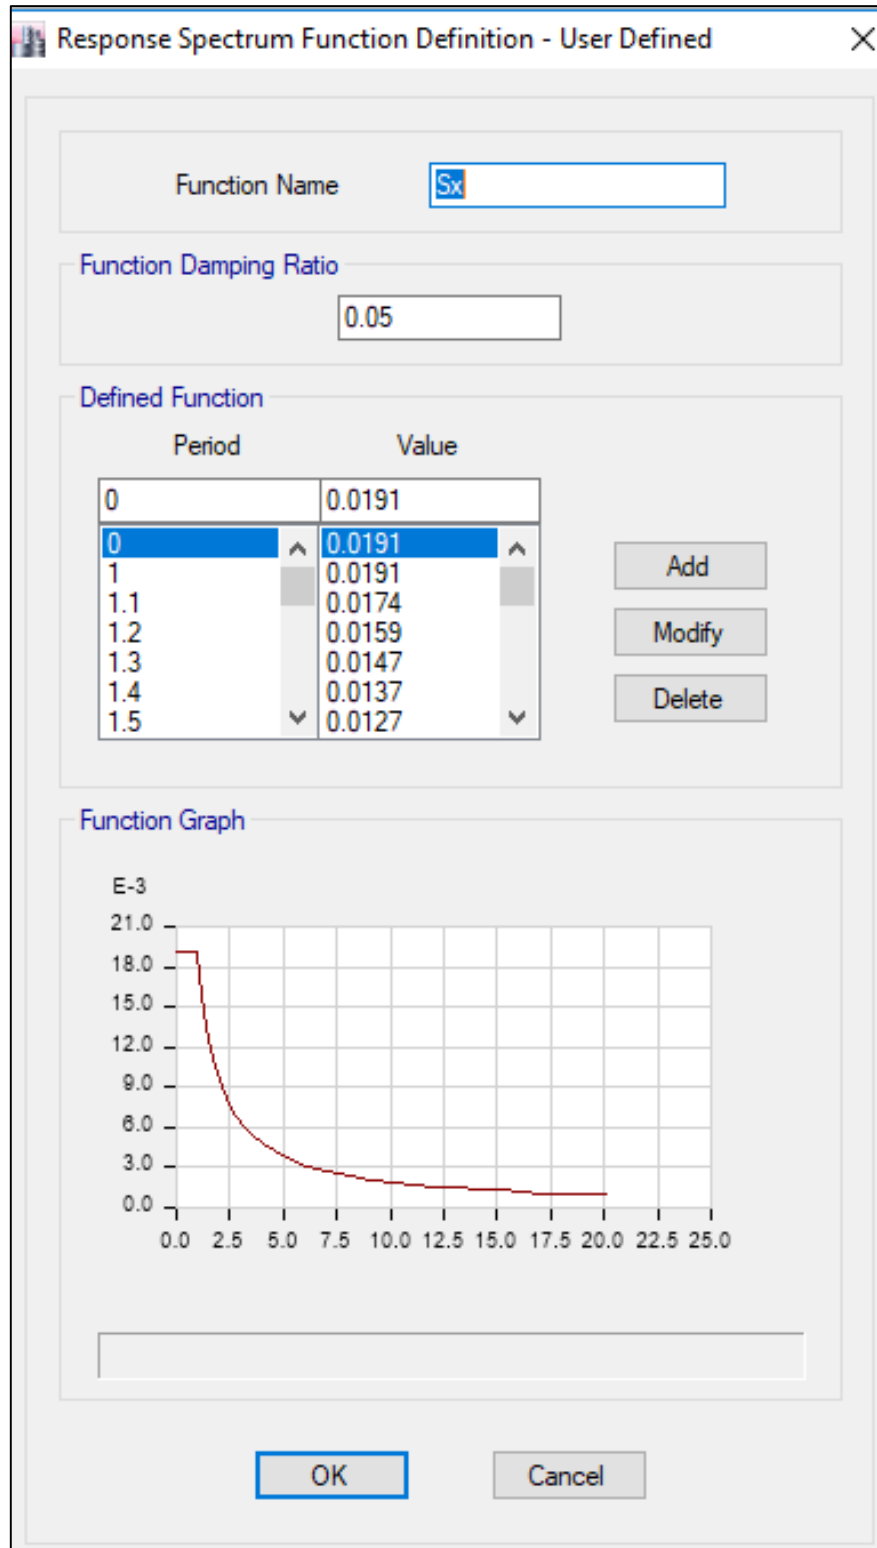 Response Spectrum Function Definition - User Defined
Function Name Sx
Function Damping Ratio
0.05
Defined Function
Period Value
0 0.0191
0 0.0191
1 0.0191
1.1 0.0174
1.2 0.0159
1.3 0.0147
1.4 0.0137
1.5 0.0127
Add
Modify
Delete
Function Graph
E-3
21.0
18.0
15.0
12.0
9.0
6.0
3.0
0.0
0.0 2.5 5.0 7.5 10.0 12.5 15.0 17.5 20.0 22.5 25.0
OK Cancel